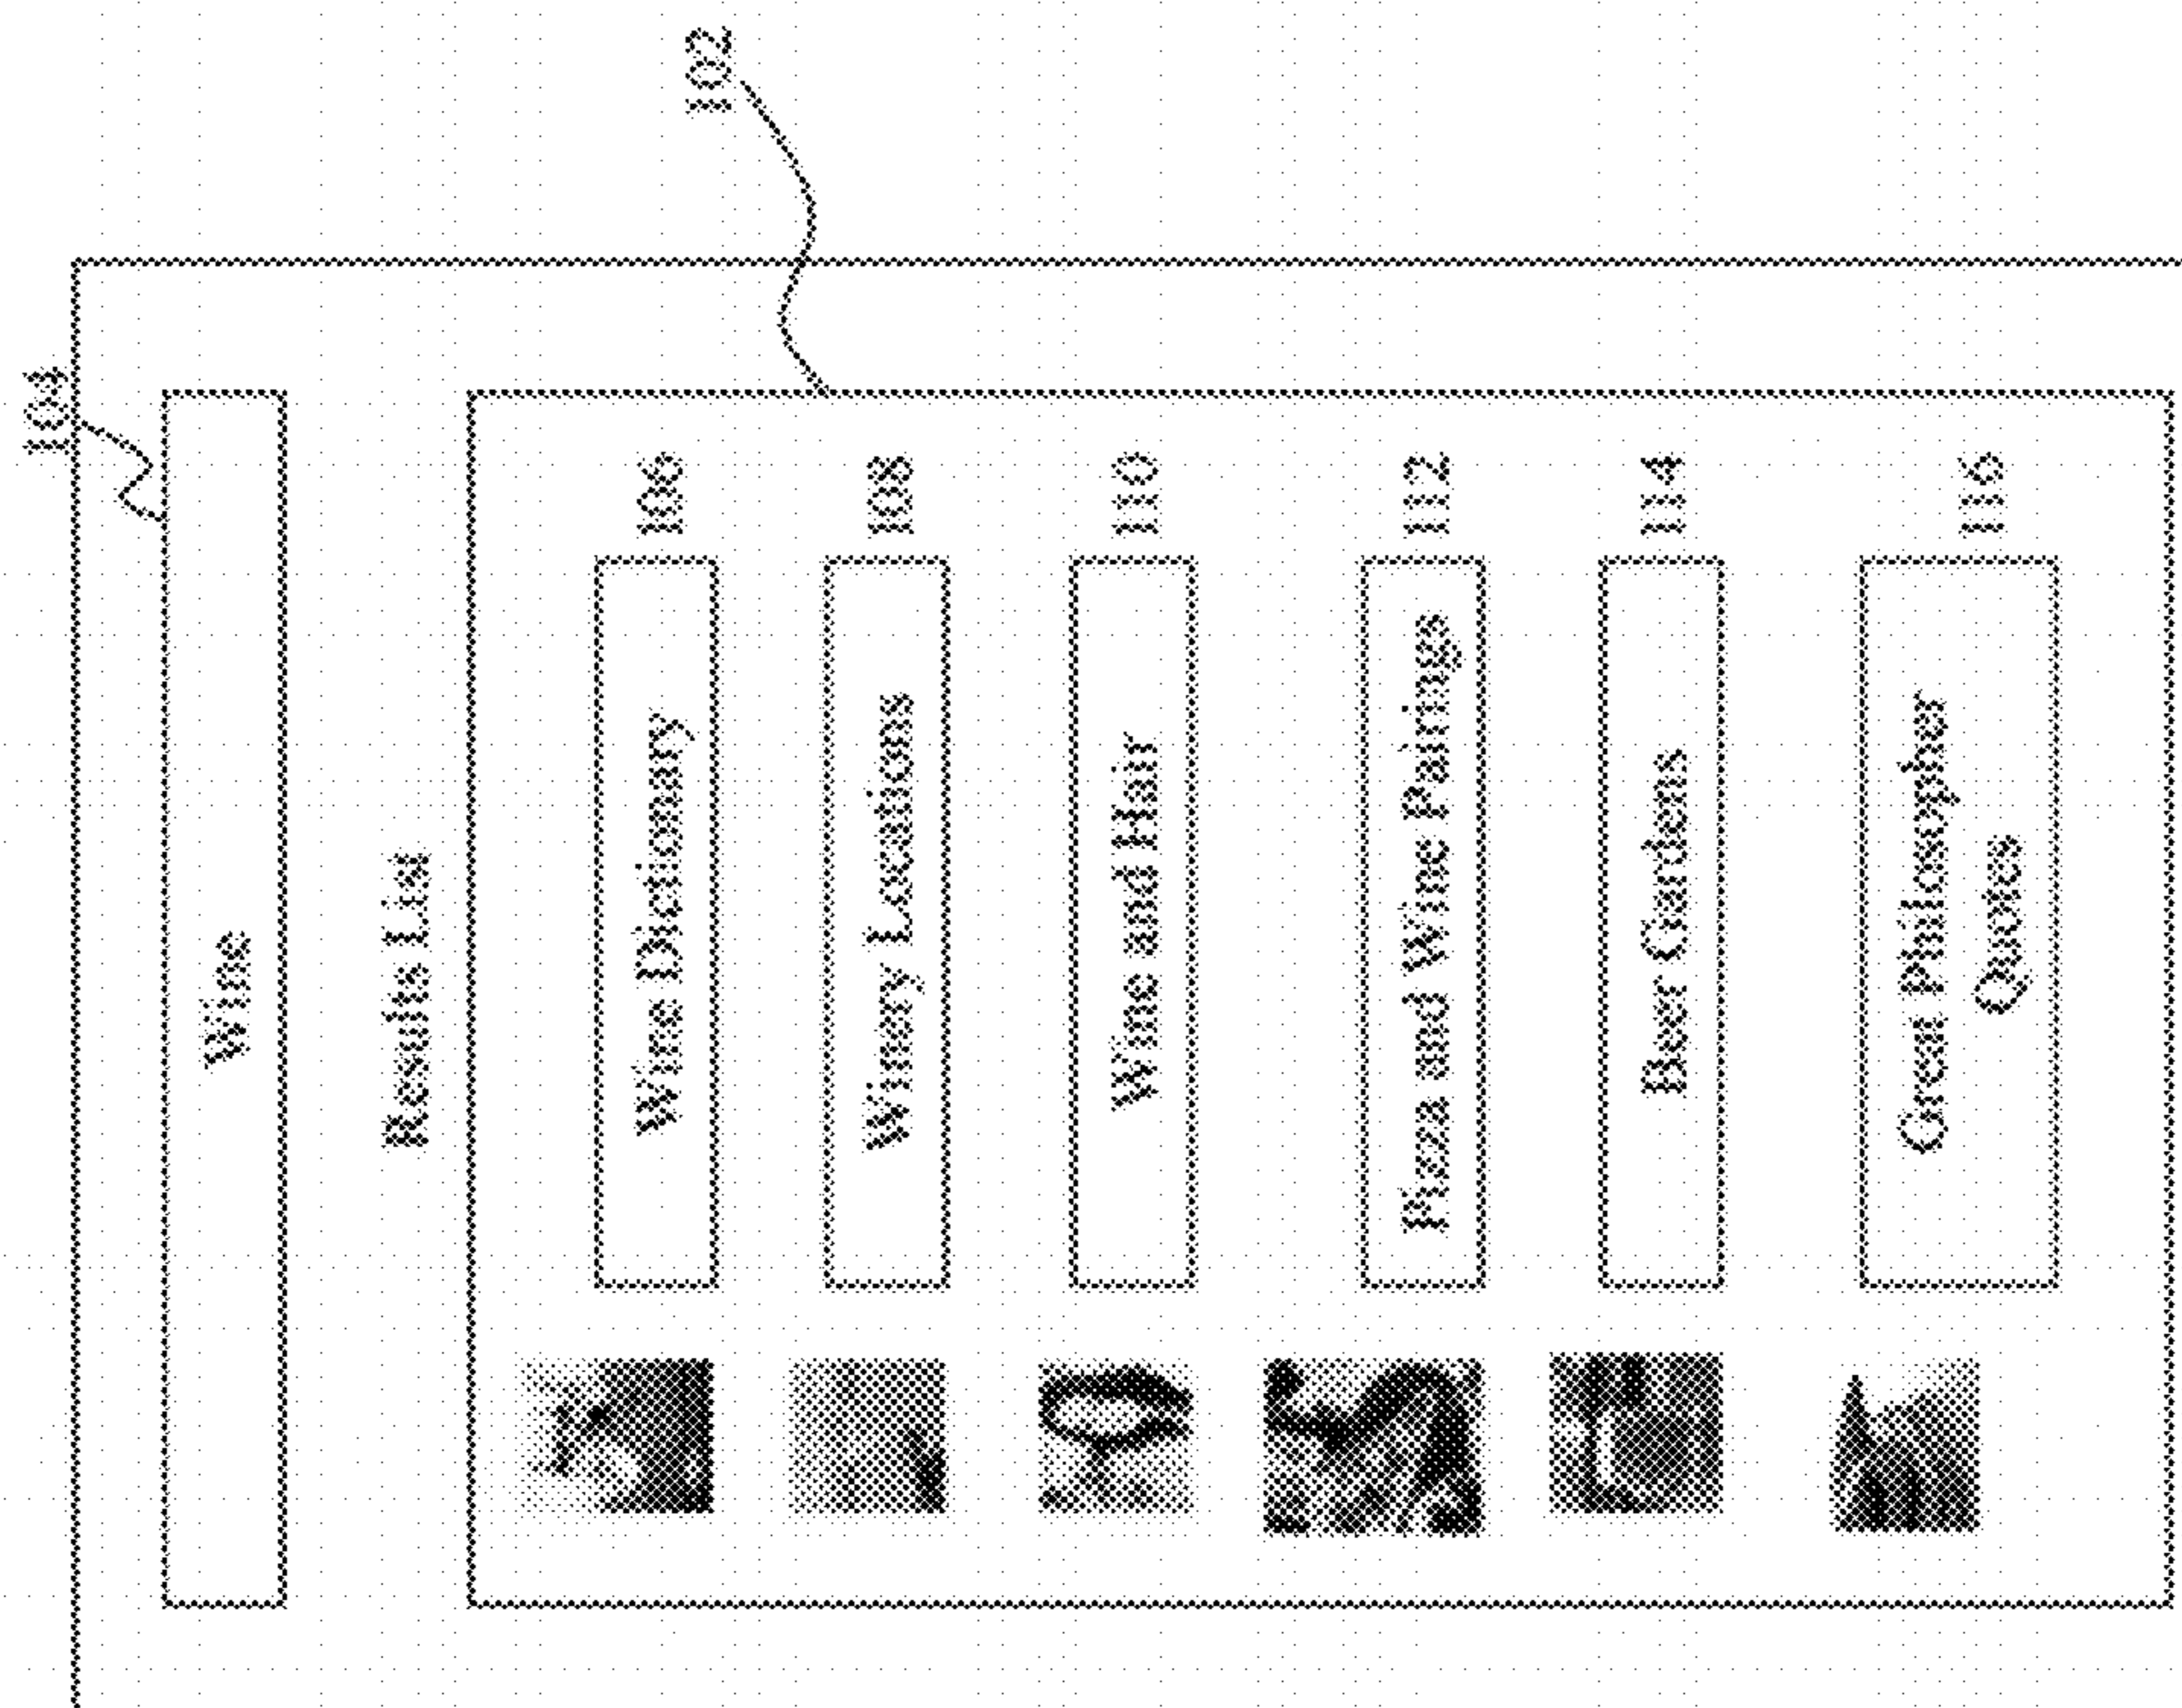 104
Wine
102
Results List
Wine Dictionary 106
Winery Locations 108
Wine and Hair 110
Pizza and Wine Pairings 112
Beer Gardens 114
Great Philosopher
Quotes 116